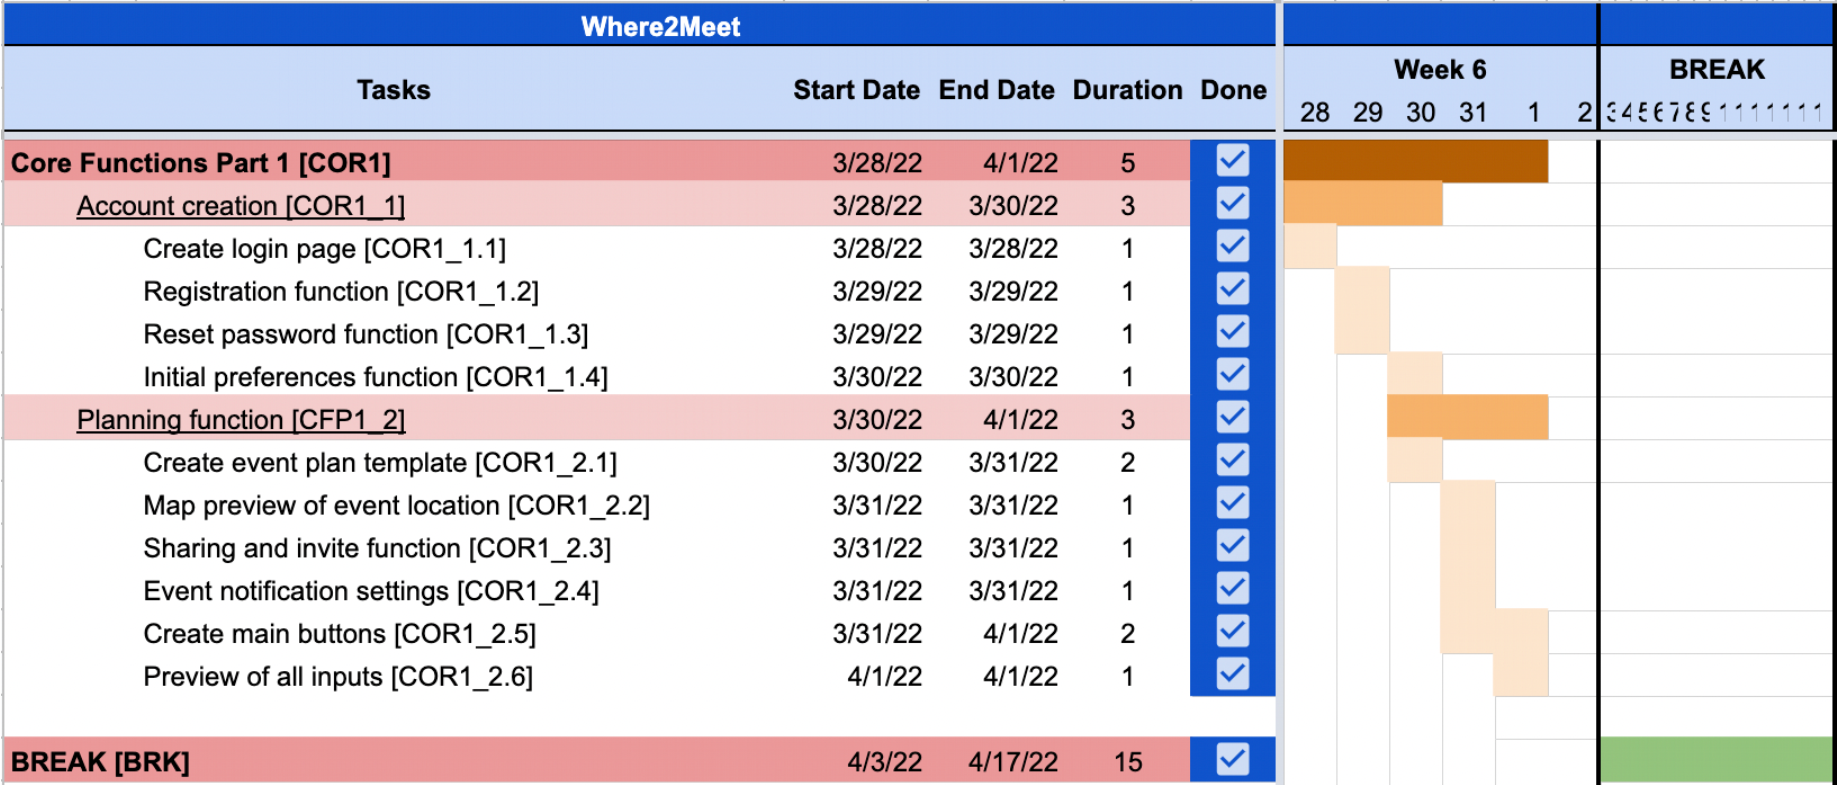 Where2Meet
Tasks Start Date End Date Duration Done Week 6 BREAK
28 29 30 31 1 2 3 4 5 6 7 8 9 1 1 1 1 1 1 1
Core Functions Part 1 [COR1] 3/28/22 4/1/22 5
Account creation [COR1_1] 3/28/22 3/30/22 3
Create login page [COR1_1.1] 3/28/22 3/28/22 1
Registration function [COR1_1.2] 3/29/22 3/29/22 1
Reset password function [COR1_1.3] 3/29/22 3/29/22 1
Initial preferences function [COR1_1.4] 3/30/22 3/30/22 1
Planning function [CFP1_2] 3/30/22 4/1/22 3
Create event plan template [COR1_2.1] 3/30/22 3/31/22 2
Map preview of event location [COR1_2.2] 3/31/22 3/31/22 1
Sharing and invite function [COR1_2.3] 3/31/22 3/31/22 1
Event notification settings [COR1_2.4] 3/31/22 3/31/22 1
Create main buttons [COR1_2.5] 3/31/22 4/1/22 2
Preview of all inputs [COR1_2.6] 4/1/22 4/1/22 1
BREAK [BRK] 4/3/22 4/17/22 15